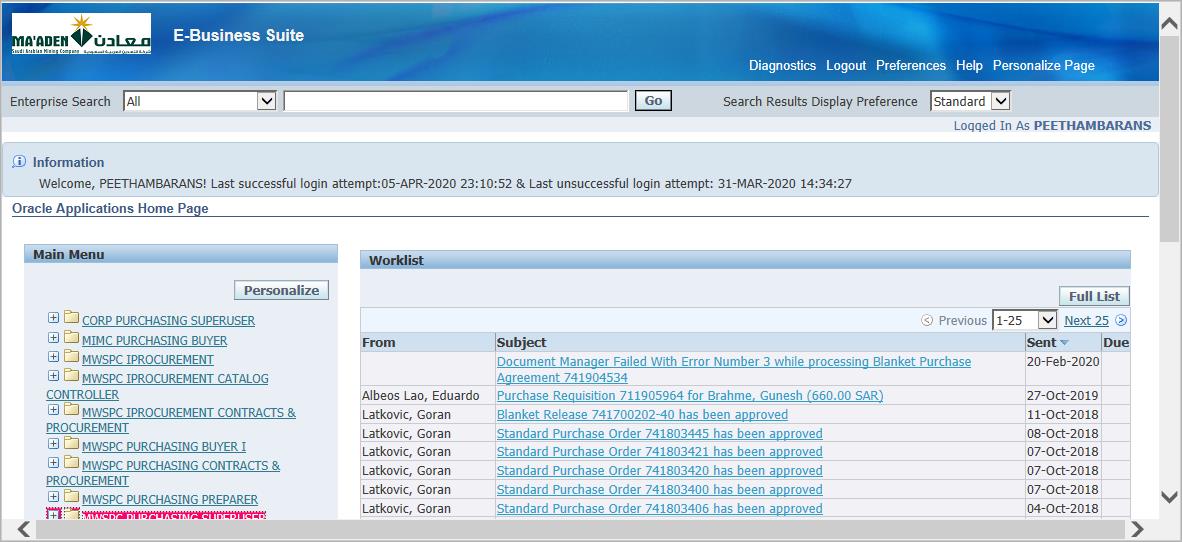 MA'ADEN معادن
Saudi Arabian Mining Company
E-Business Suite
Diagnostics Logout Preferences Help Personalize Page
Enterprise Search All Go Search Results Display Preference Standard
Logged In As PEETHAMBARANS
Information
Welcome, PEETHAMBARANS! Last successful login attempt:05-APR-2020 23:10:52 & Last unsuccessful login attempt: 31-MAR-2020 14:34:27
Oracle Applications Home Page
Main Menu
Personalize
CORP PURCHASING SUPERUSER
MIMC PURCHASING BUYER
MWSPC IPROCUREMENT
MWSPC IPROCUREMENT CATALOG
CONTROLLER
MWSPC IPROCUREMENT CONTRACTS &
PROCUREMENT
MWSPC PURCHASING BUYER I
MWSPC PURCHASING CONTRACTS &
PROCUREMENT
MWSPC PURCHASING PREPARER
MWSPC PURCHASING SUPERUSER
Worklist
Full List
Previous 1-25 Next 25
From Subject Sent Due
Document Manager Failed With Error Number 3 while processing Blanket Purchase 20-Feb-2020
Agreement 741904534
Albeos Lao, Eduardo Purchase Requisition 711905964 for Brahme, Gunesh (660.00 SAR) 27-Oct-2019
Latkovic, Goran Blanket Release 741700202-40 has been approved 11-Oct-2018
Latkovic, Goran Standard Purchase Order 741803445 has been approved 08-Oct-2018
Latkovic, Goran Standard Purchase Order 741803421 has been approved 07-Oct-2018
Latkovic, Goran Standard Purchase Order 741803420 has been approved 07-Oct-2018
Latkovic, Goran Standard Purchase Order 741803400 has been approved 07-Oct-2018
Latkovic, Goran Standard Purchase Order 741803406 has been approved 04-Oct-2018